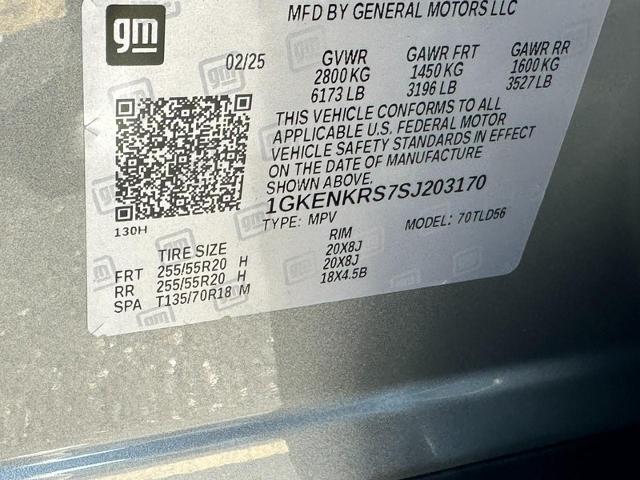 gm
MFD BY GENERAL MOTORS LLC
02/25
GVWR GAWR FRT GAWR RR
2800 KG 1450 KG 1600 KG
6173 LB 3196 LB 3527 LB
THIS VEHICLE CONFORMS TO ALL
APPLICABLE U.S. FEDERAL MOTOR
VEHICLE SAFETY STANDARDS IN EFFECT
ON THE DATE OF MANUFACTURE
SHOWN ABOVE.
1GKENKRS7SJ203170
TYPE: MPV MODEL: 70TLD56
130H
TIRE SIZE RIM
FRT 255/55R20 H 20X8J
RR 255/55R20 H 20X8J
SPA T135/70R18 M 18X4.5B